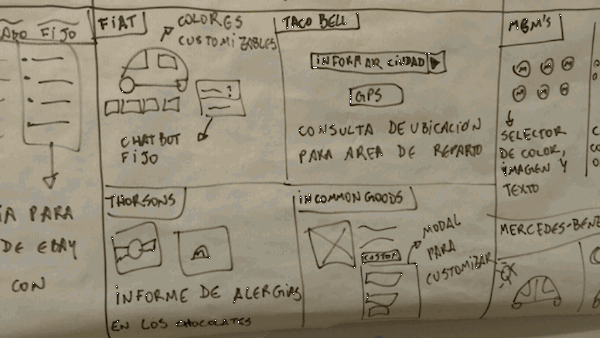 ADO FIJO
ÍA PARA
DE EBAY
CON
FIAT
COLORES
CUSTOMIZABLES
CHATBOT
FIJO
TACO BELL
INFORMAR CIUDAD
GPS
CONSULTA DE UBICACIÓN
PARA AREA DE REPARTO
M&M'S
M M M
M M M
SELECTOR
DE COLOR,
IMAGEN Y
TEXTO
THORSONS
INFORME DE ALERGIAS
EN LOS CHOCOLATES
INCOMMON GOODS
CUSTOM
MODAL
PARA
CUSTOMIZAR
MERCEDES-BENZ